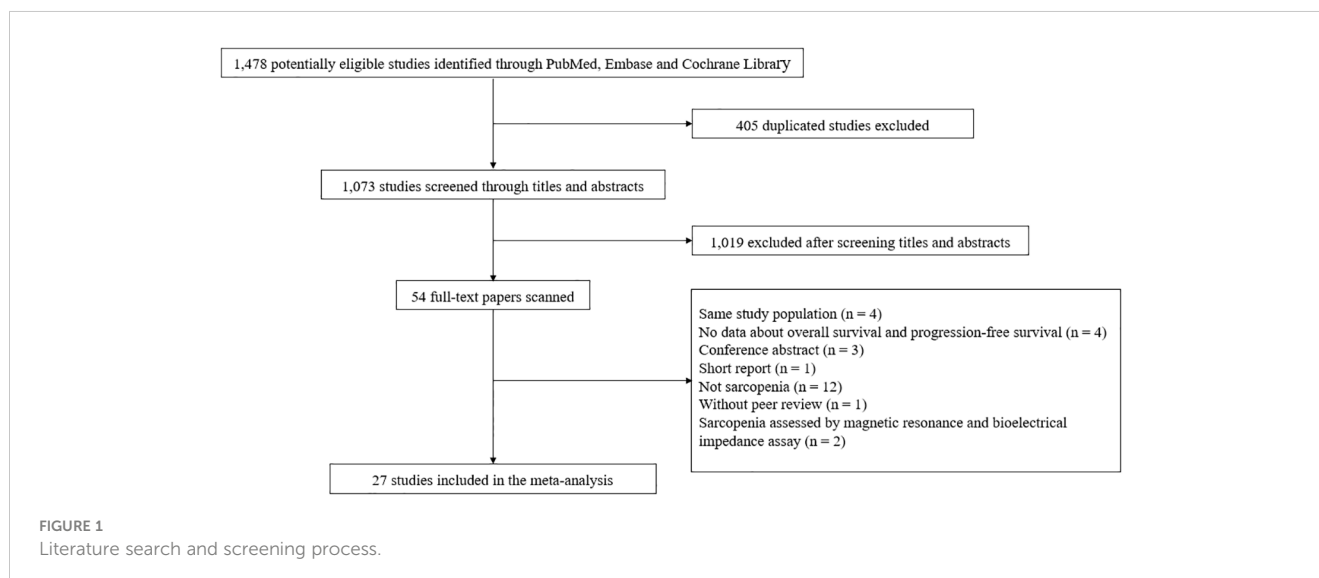 1,478 potentially eligible studies identified through PubMed, Embase and Cochrane Library
405 duplicated studies excluded
1,073 studies screened through titles and abstracts
1,019 excluded after screening titles and abstracts
54 full-text papers scanned
Same study population (n = 4)
No data about overall survival and progression-free survival (n = 4)
Conference abstract (n = 3)
Short report (n = 1)
Not sarcopenia (n = 12)
Without peer review (n = 1)
Sarcopenia assessed by magnetic resonance and bioelectrical
impedance assay (n = 2)
27 studies included in the meta-analysis
FIGURE 1
Literature search and screening process.